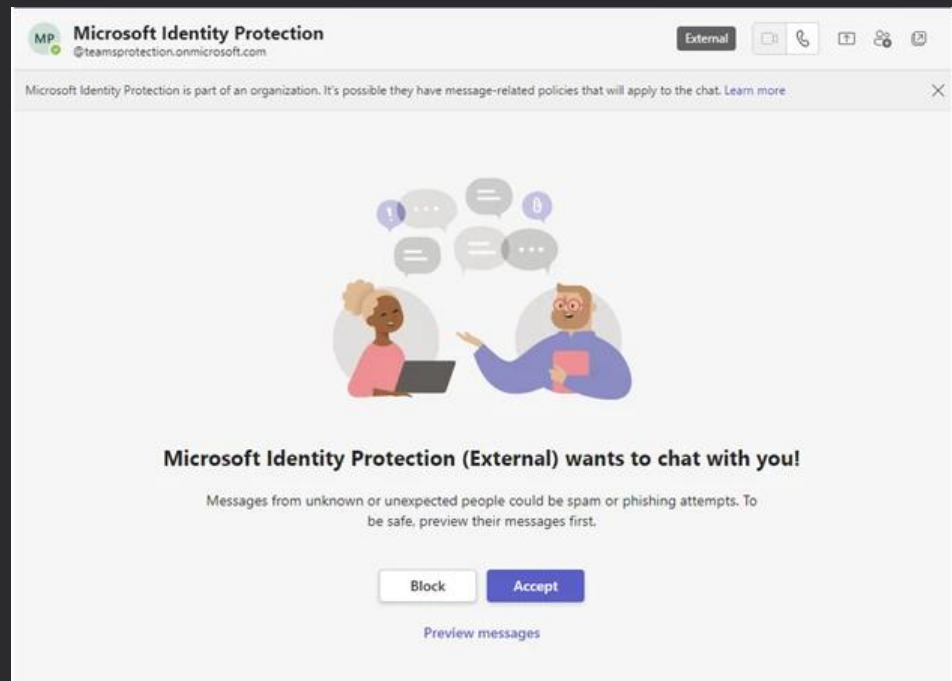 MP
Microsoft Identity Protection
@teamsprotection.onmicrosoft.com
External
Microsoft Identity Protection is part of an organization. It's possible they have message-related policies that will apply to the chat. Learn more
Microsoft Identity Protection (External) wants to chat with you!
Messages from unknown or unexpected people could be spam or phishing attempts. To
be safe, preview their messages first.
Block
Accept
Preview messages